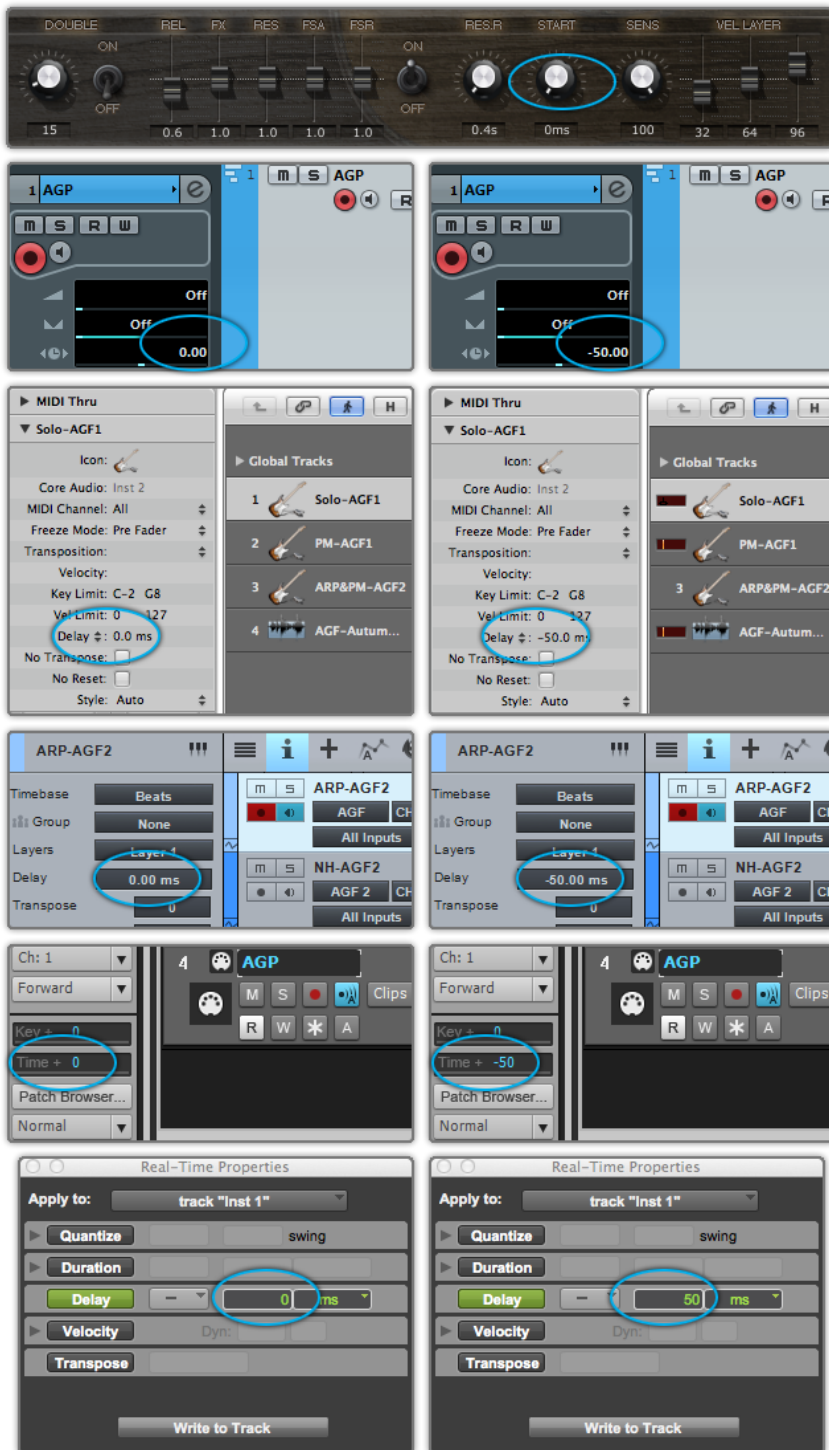 DOUBLE REL FX RES FSA FSR RES.R START SENS VEL LAYER
ON ON
OFF OFF
15 0.6 1.0 1.0 1.0 1.0 0.4s 0ms 100 32 64 96
1 AGP e 1 m S AGP
m S R W R
Off
Off
0.00
1 AGP e 1 m S AGP
m S R W R
Off
Off
-50.00
MIDI Thru
Solo-AGF1
Icon:
Core Audio: Inst 2
MIDI Channel: All
Freeze Mode: Pre Fader
Transposition:
Velocity:
Key Limit: C-2 G8
Vel Limit: 0 127
Delay : 0.0 ms
No Transpose:
No Reset:
Style: Auto
H
Global Tracks
1 Solo-AGF1
2 PM-AGF1
3 ARP&PM-AGF2
4 AGF-Autum...
MIDI Thru
Solo-AGF1
Icon:
Core Audio: Inst 2
MIDI Channel: All
Freeze Mode: Pre Fader
Transposition:
Velocity:
Key Limit: C-2 G8
Vel Limit: 0 127
Delay : -50.0 ms
No Transpose:
No Reset:
Style: Auto
H
Global Tracks
Solo-AGF1
PM-AGF1
3 ARP&PM-AGF2
AGF-Autum...
ARP-AGF2
Timebase Beats
Group None
Layers Layer 1
Delay 0.00 ms
Transpose 0
i + A
m S ARP-AGF2
AGF CH
All Inputs
m S NH-AGF2
AGF 2 CH
All Inputs
ARP-AGF2
Timebase Beats
Group None
Layers Layer 1
Delay -50.00 ms
Transpose 0
i + A
m S ARP-AGF2
AGF CI
All Inputs
m S NH-AGF2
AGF 2 CI
All Inputs
Ch: 1
Forward
Key + 0
Time + 0
Patch Browser...
Normal
4 AGP
M S Clips
R W * A
Ch: 1
Forward
Key + 0
Time + -50
Patch Browser...
Normal
4 AGP
M S Clips
R W * A
Real-Time Properties
Apply to: track "Inst 1"
Quantize swing
Duration
Delay - 0 ms
Velocity Dyn:
Transpose
Write to Track
Real-Time Properties
Apply to: track "Inst 1"
Quantize swing
Duration
Delay - 50 ms
Velocity Dyn:
Transpose
Write to Track